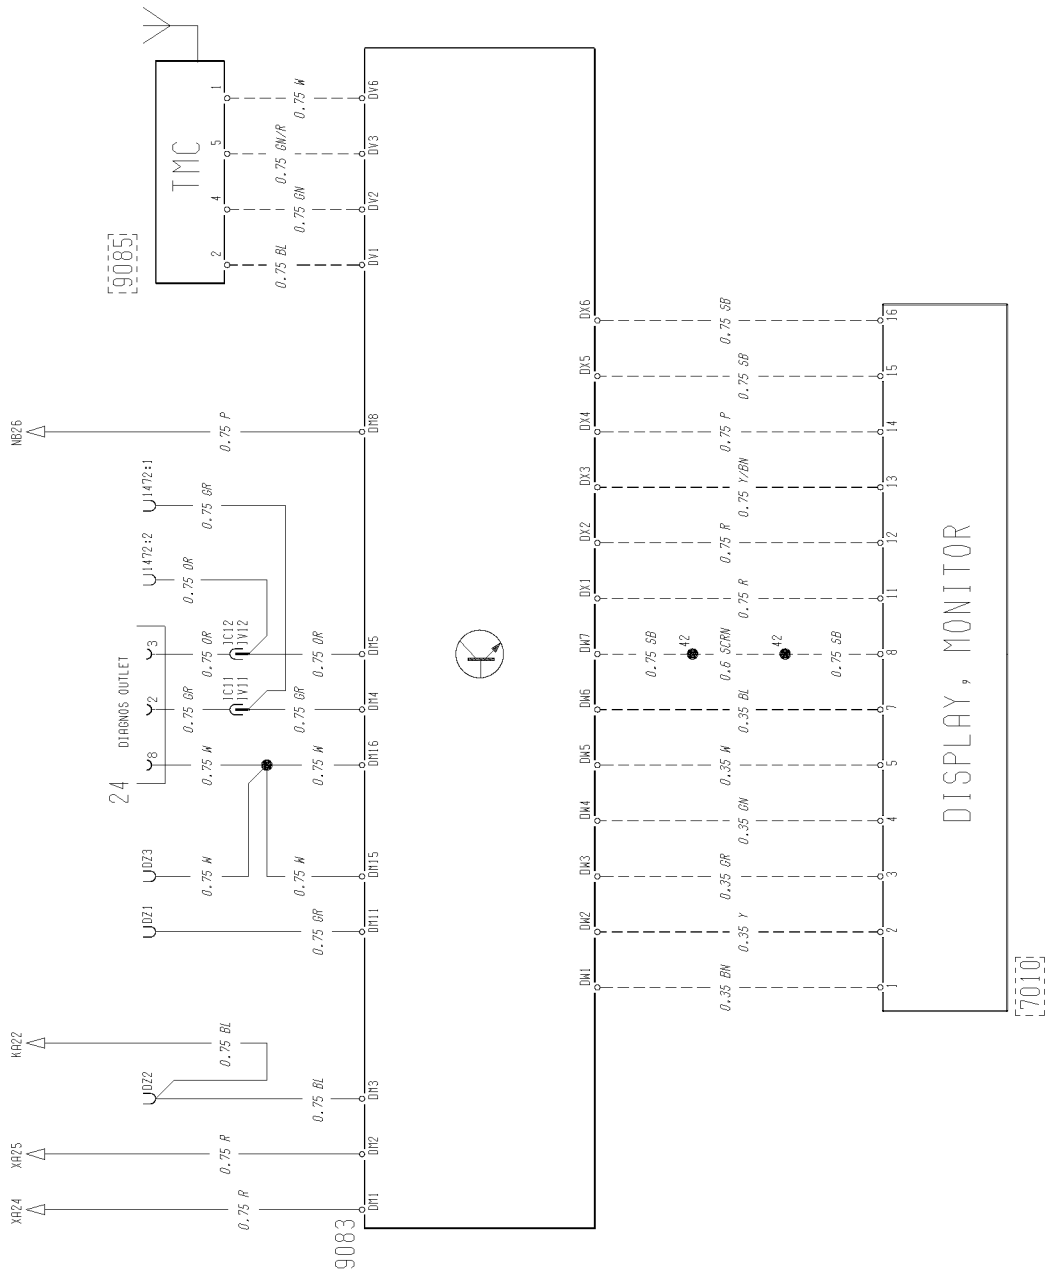 XA24
XA25
KA22
NB26
24
DIAGNOS OUTLET
9085
DZ2
DZ1
DZ3
8
2
3
1472:2
1472:1
TMC
2
4
5
1
0.75 W
0.75 GR
0.75 OR
0.75 OR
0.75 GR
0.75 R
0.75 R
0.75 BL
0.75 W
0.75 P
JC11
JV11
JC12
JV12
0.75 BL
0.75 GR
0.75 W
0.75 W
0.75 GR
0.75 OR
0.75 BL
0.75 GN
0.75 GN/R
0.75 W
9083
DM1
DM2
DM3
DM11
DM15
DM16
DM4
DM5
DM8
DV1
DV2
DV3
DV6
DW1
DW2
DW3
DW4
DW5
DW6
DW7
DX1
DX2
DX3
DX4
DX5
DX6
0.75 SB
42
0.6 SCRN
42
0.75 SB
0.35 BN
0.35 Y
0.35 GR
0.35 GN
0.35 W
0.35 BL
0.75 R
0.75 R
0.75 Y/BN
0.75 P
0.75 SB
0.75 SB
1
2
3
4
5
7
8
11
12
13
14
15
16
DISPLAY, MONITOR
7010